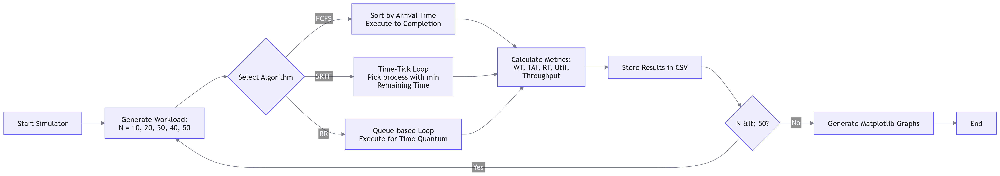 Start Simulator
Generate Workload:
N = 10, 20, 30, 40, 50
Select Algorithm
FCFS
SRTF
RR
Sort by Arrival Time
Execute to Completion
Time-Tick Loop
Pick process with min
Remaining Time
Queue-based Loop
Execute for Time Quantum
Calculate Metrics:
WT, TAT, RT, Util,
Throughput
Store Results in CSV
N &lt; 50?
Yes
No
Generate Matplotlib Graphs
End